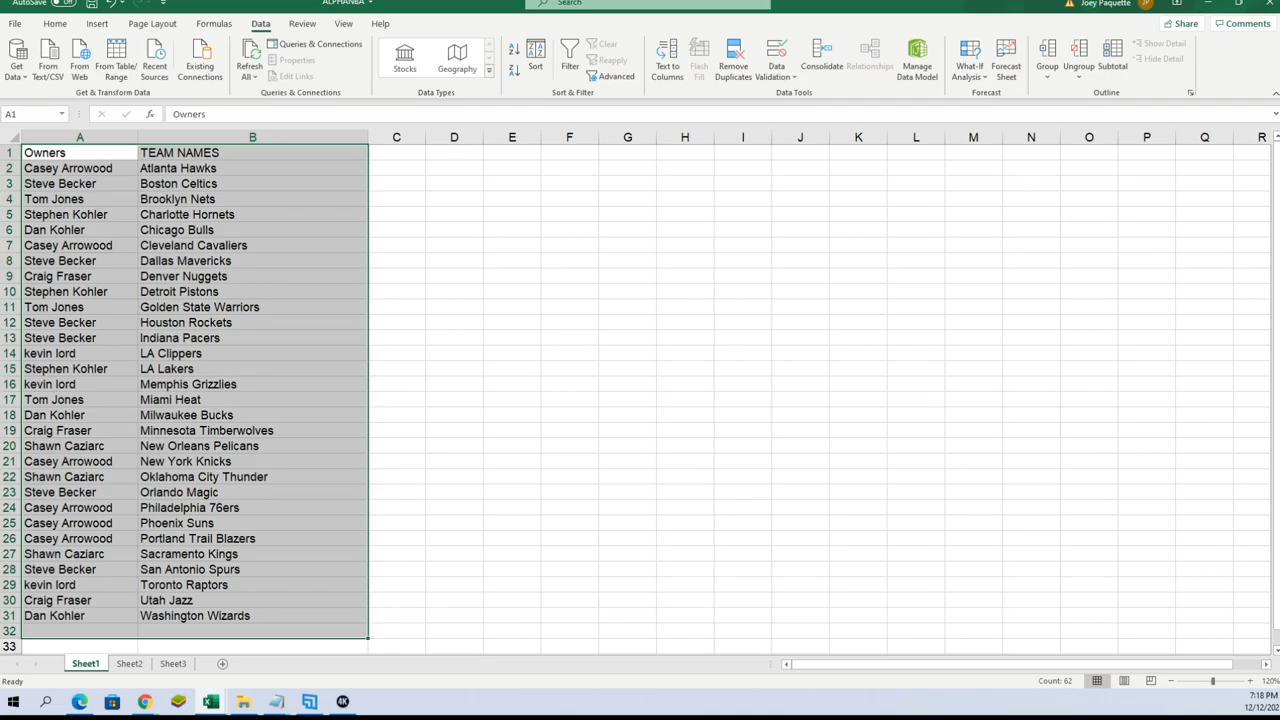 AutoSave
ALPHANBA
Search
Joey Paquette
JP
File Home Insert Page Layout Formulas Data Review View Help
Share
Comments
Get Data
From Text/CSV
From Web
From Table/Range
Recent Sources
Existing Connections
Get & Transform Data
Refresh All
Queries & Connections
Properties
Edit Links
Queries & Connections
Stocks
Geography
Data Types
Sort
Filter
Clear
Reapply
Advanced
Sort & Filter
Text to Columns
Flash Fill
Remove Duplicates
Data Validation
Consolidate
Relationships
Manage Data Model
Data Tools
What-If Analysis
Forecast Sheet
Forecast
Group
Ungroup
Subtotal
Show Detail
Hide Detail
Outline
A1 fx Owners
A B C D E F G H I J K L M N O P Q R
1 Owners TEAM NAMES
2 Casey Arrowood Atlanta Hawks
3 Steve Becker Boston Celtics
4 Tom Jones Brooklyn Nets
5 Stephen Kohler Charlotte Hornets
6 Dan Kohler Chicago Bulls
7 Casey Arrowood Cleveland Cavaliers
8 Steve Becker Dallas Mavericks
9 Craig Fraser Denver Nuggets
10 Stephen Kohler Detroit Pistons
11 Tom Jones Golden State Warriors
12 Steve Becker Houston Rockets
13 Steve Becker Indiana Pacers
14 kevin lord LA Clippers
15 Stephen Kohler LA Lakers
16 kevin lord Memphis Grizzlies
17 Tom Jones Miami Heat
18 Dan Kohler Milwaukee Bucks
19 Craig Fraser Minnesota Timberwolves
20 Shawn Caziarc New Orleans Pelicans
21 Casey Arrowood New York Knicks
22 Shawn Caziarc Oklahoma City Thunder
23 Steve Becker Orlando Magic
24 Casey Arrowood Philadelphia 76ers
25 Casey Arrowood Phoenix Suns
26 Casey Arrowood Portland Trail Blazers
27 Shawn Caziarc Sacramento Kings
28 Steve Becker San Antonio Spurs
29 kevin lord Toronto Raptors
30 Craig Fraser Utah Jazz
31 Dan Kohler Washington Wizards
32
33
Sheet1 Sheet2 Sheet3
Ready
Count: 62
120%
4K
7:18 PM
12/12/202